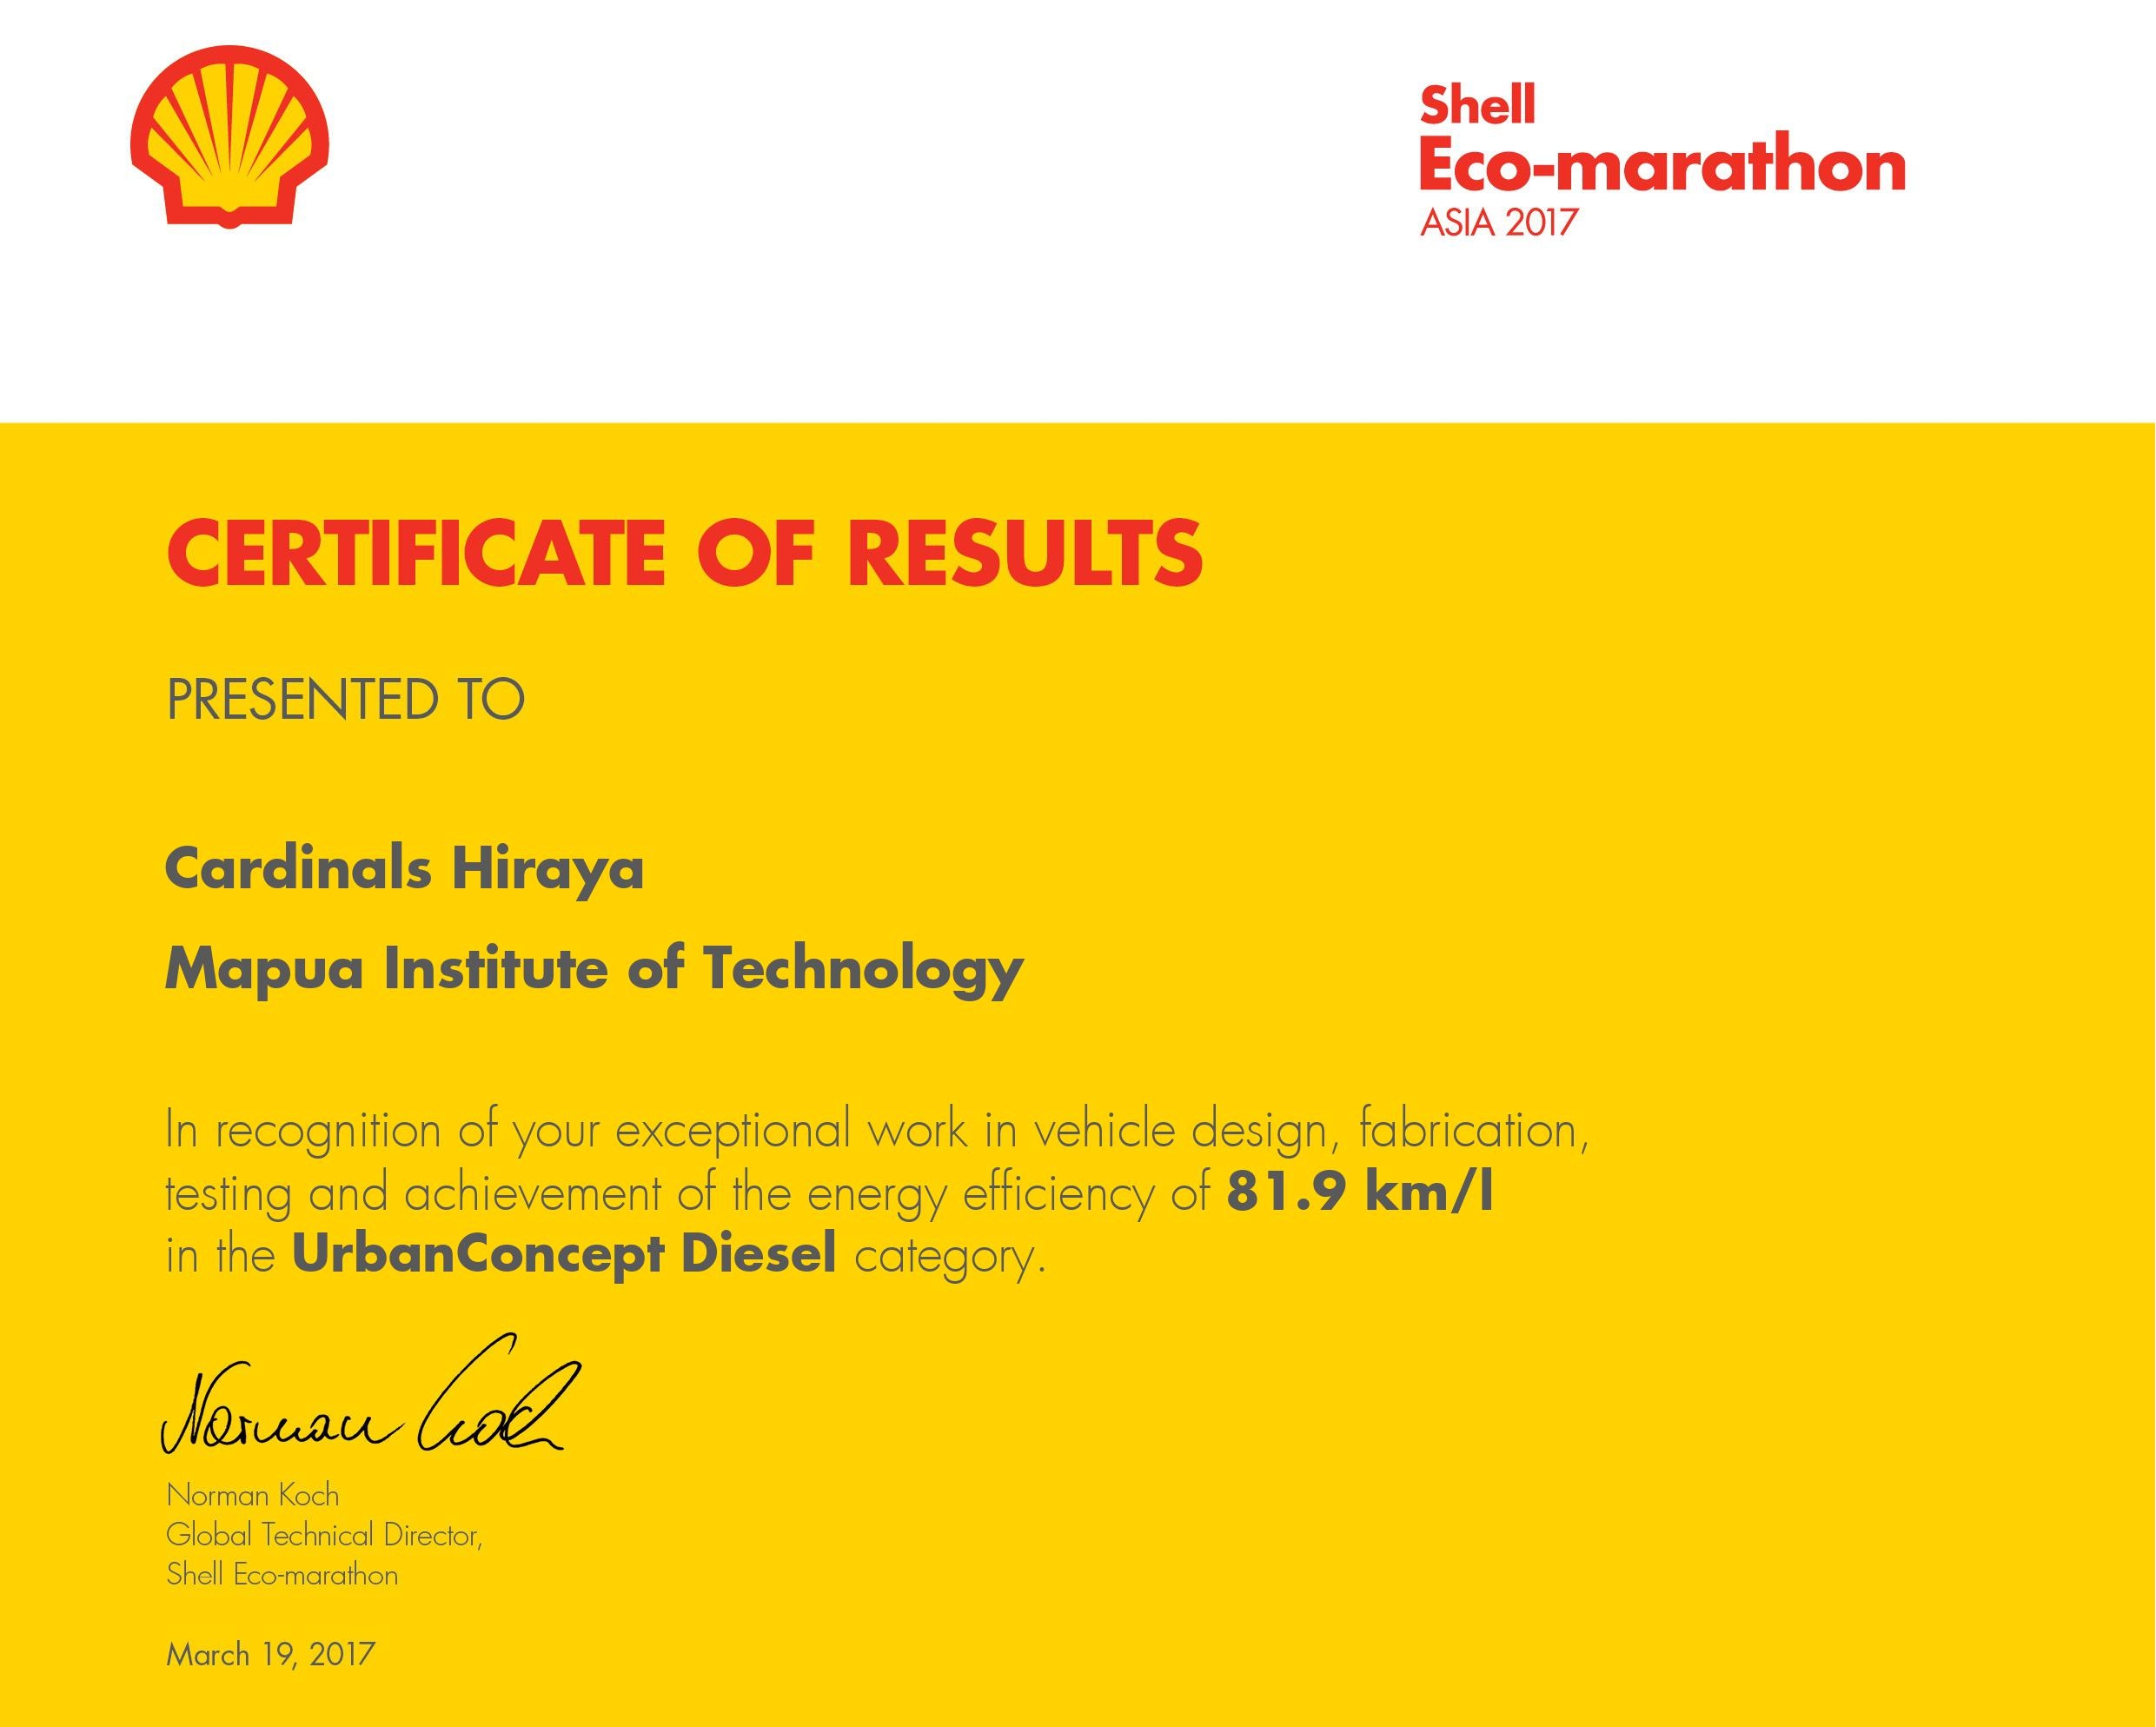 Shell
Eco-marathon
ASIA 2017
CERTIFICATE OF RESULTS
PRESENTED TO
Cardinals Hiraya
Mapua Institute of Technology
In recognition of your exceptional work in vehicle design, fabrication,
testing and achievement of the energy efficiency of 81.9 km/l
in the UrbanConcept Diesel category.
Norman Koch
Norman Koch
Global Technical Director,
Shell Eco-marathon
March 19, 2017